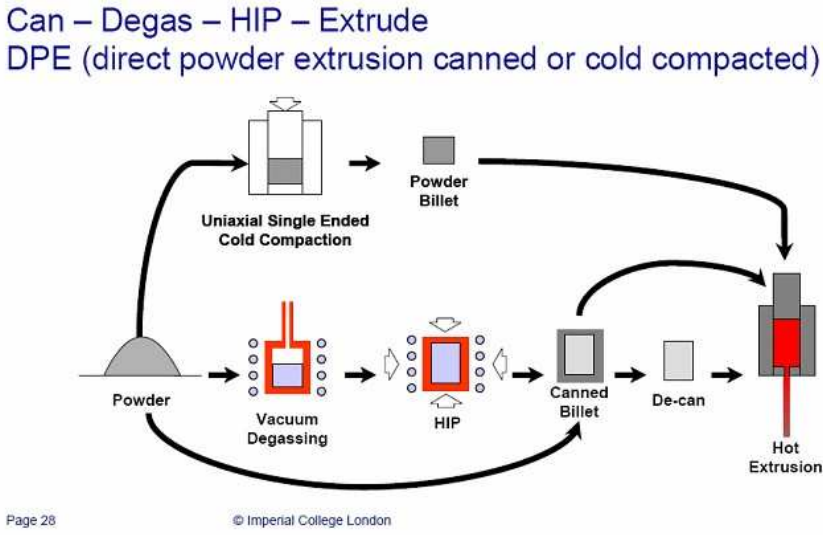 Can – Degas – HIP – Extrude
DPE (direct powder extrusion canned or cold compacted)
Uniaxial Single Ended
Cold Compaction
Powder
Billet
Powder
Vacuum
Degassing
HIP
Canned
Billet
De-can
Hot
Extrusion
Page 28
© Imperial College London